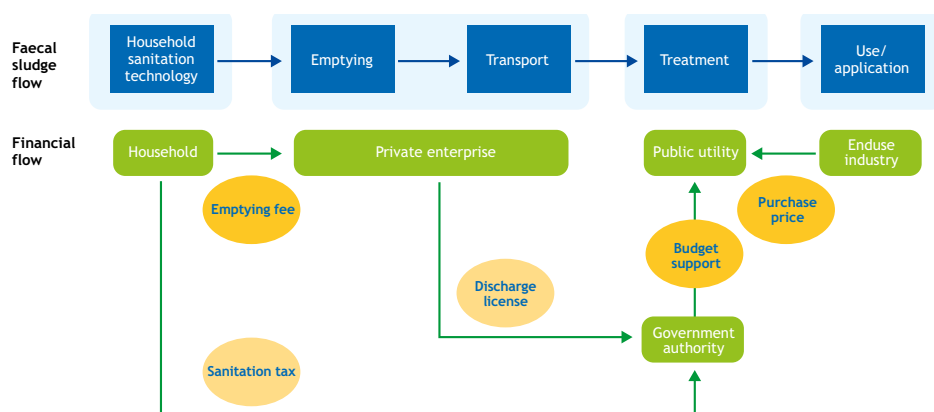 Faecal
sludge
flow
Household
sanitation
technology
Emptying
Transport
Treatment
Use/
application
Financial
flow
Household
Private enterprise
Public utility
Enduse
industry
Emptying fee
Purchase
price
Budget
support
Discharge
license
Government
authority
Sanitation tax